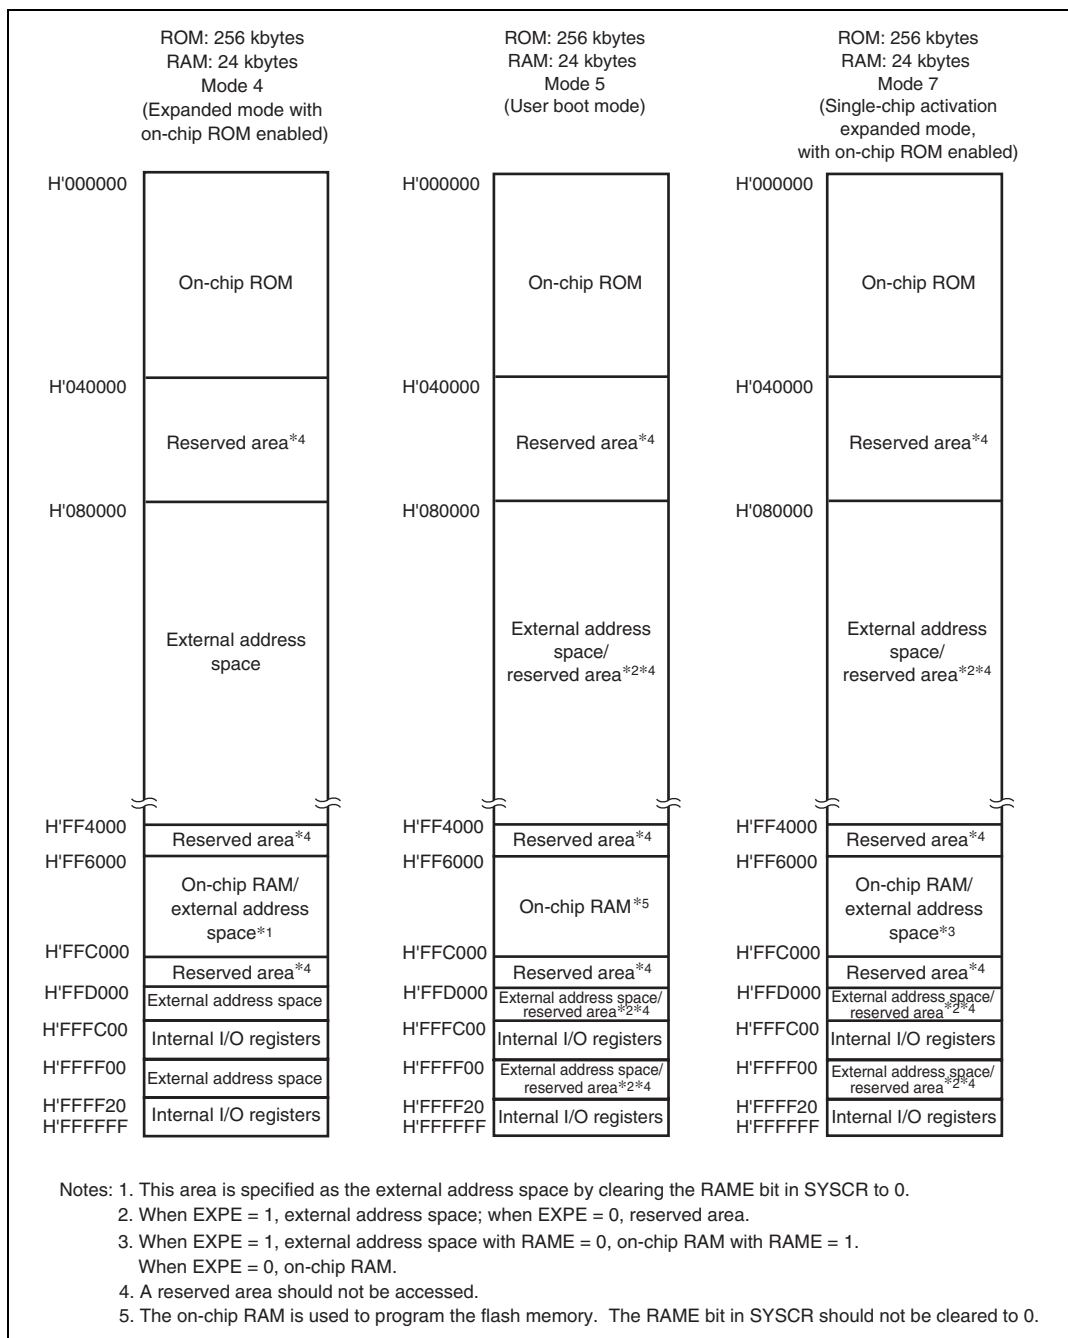 ROM: 256 kbytes
RAM: 24 kbytes
Mode 4
(Expanded mode with
on-chip ROM enabled)
H'000000
On-chip ROM
H'040000
Reserved area*4
H'080000
External address
space
H'FF4000
Reserved area*4
H'FF6000
On-chip RAM/
external address
space*1
H'FFC000
Reserved area*4
H'FFD000
External address space
H'FFFC00
Internal I/O registers
H'FFFF00
External address space
H'FFFF20
Internal I/O registers
H'FFFFFF
ROM: 256 kbytes
RAM: 24 kbytes
Mode 5
(User boot mode)
H'000000
On-chip ROM
H'040000
Reserved area*4
H'080000
External address
space/
reserved area*2*4
H'FF4000
Reserved area*4
H'FF6000
On-chip RAM*5
H'FFC000
Reserved area*4
H'FFD000
External address space/
reserved area*2*4
H'FFFC00
Internal I/O registers
H'FFFF00
External address space/
reserved area*2*4
H'FFFF20
Internal I/O registers
H'FFFFFF
ROM: 256 kbytes
RAM: 24 kbytes
Mode 7
(Single-chip activation
expanded mode,
with on-chip ROM enabled)
H'000000
On-chip ROM
H'040000
Reserved area*4
H'080000
External address
space/
reserved area*2*4
H'FF4000
Reserved area*4
H'FF6000
On-chip RAM/
external address
space*3
H'FFC000
Reserved area*4
H'FFD000
External address space/
reserved area*2*4
H'FFFC00
Internal I/O registers
H'FFFF00
External address space/
reserved area*2*4
H'FFFF20
Internal I/O registers
H'FFFFFF
Notes: 1. This area is specified as the external address space by clearing the RAME bit in SYSCR to 0.
2. When EXPE = 1, external address space; when EXPE = 0, reserved area.
3. When EXPE = 1, external address space with RAME = 0, on-chip RAM with RAME = 1.
When EXPE = 0, on-chip RAM.
4. A reserved area should not be accessed.
5. The on-chip RAM is used to program the flash memory. The RAME bit in SYSCR should not be cleared to 0.